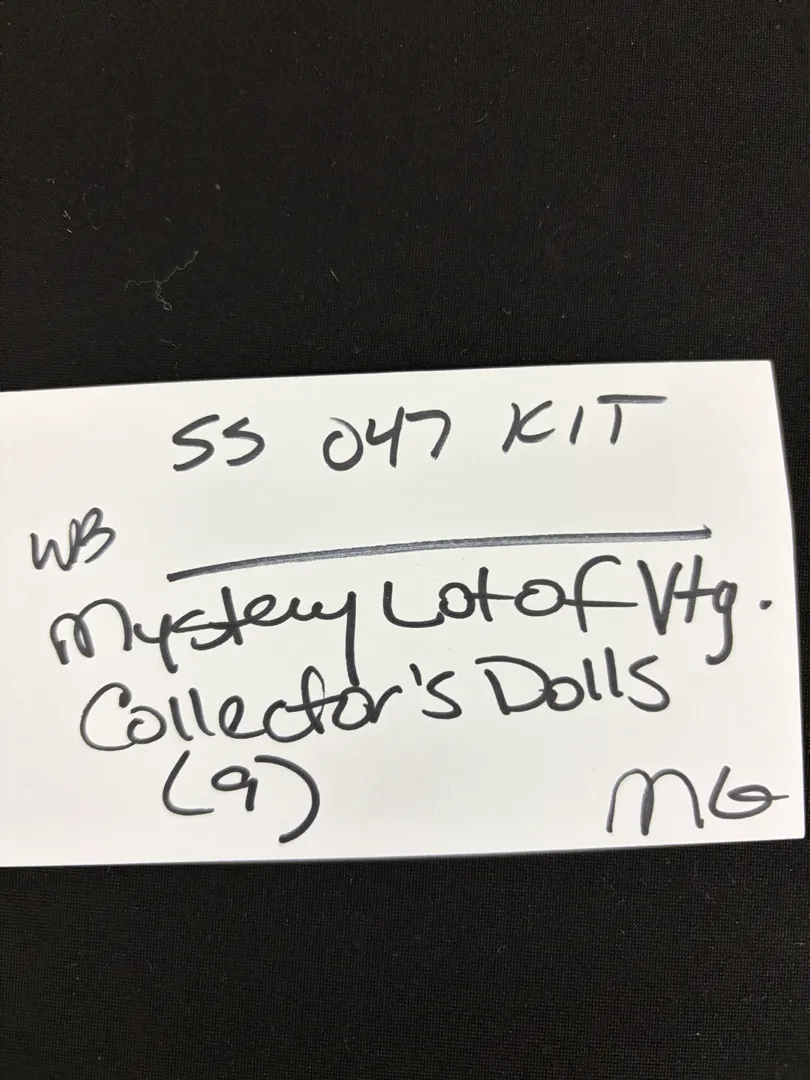 SS 047 KIT
WB
Mystery Lot of Vtg.
Collector's Dolls
(9) MG